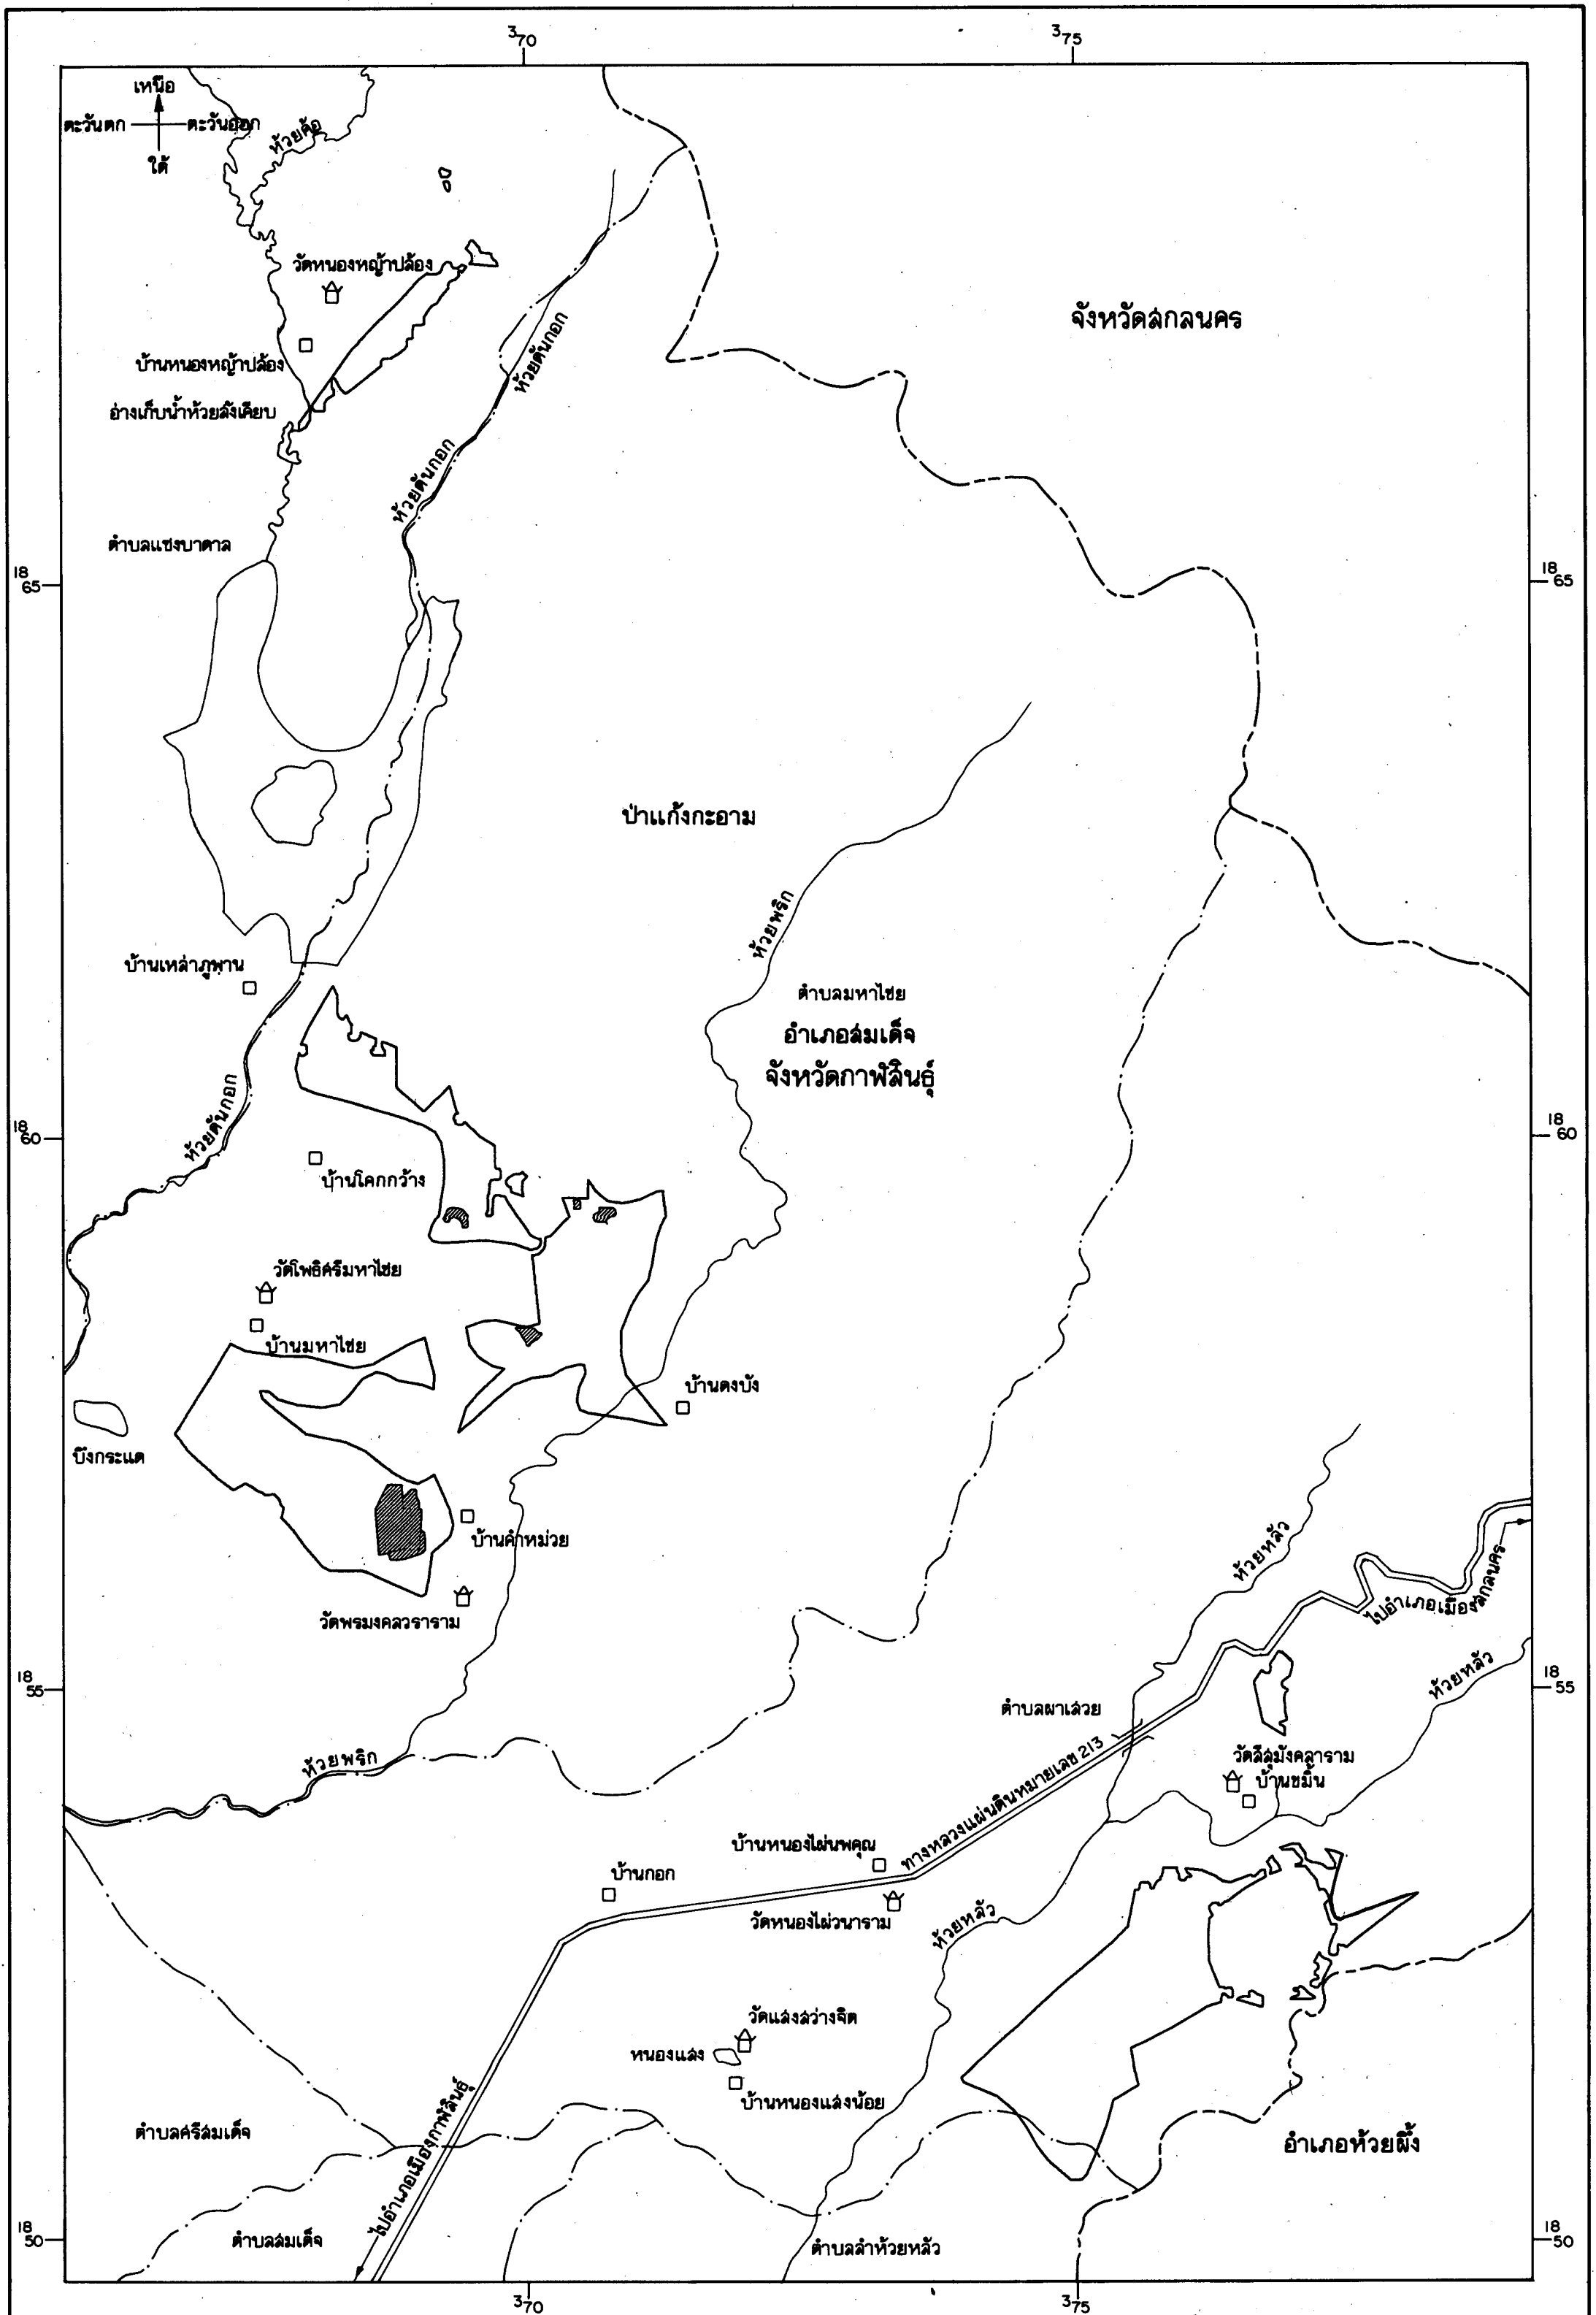 370
375
เหนือ
ตะวันตก
ตะวันออก
ใต้
ห้วยค้อ
วัดหนองหญ้าปล้อง
จังหวัดสกลนคร
ห้วยต้นกอก
บ้านหนองหญ้าปล้อง
อ่างเก็บน้ำห้วยสังเคียบ
ห้วยต้นกอก
ตำบลแซงบาดาล
18
65
18
65
ป่าแก้งกะอาม
ห้วยพริก
บ้านเหล่าภูพาน
ตำบลมหาไชย
อำเภอสมเด็จ
จังหวัดกาฬสินธุ์
ห้วยต้นกอก
18
60
18
60
บ้านโคกกว้าง
วัดโพธิศรีมหาไชย
บ้านมหาไชย
บ้านดงบัง
บึงกระแด
บ้านคำหม่วย
ห้วยหลัว
ไปอำเภอเมืองสกลนคร
วัดพรมงคลวราราม
ห้วยหลัว
18
55
18
55
ตำบลผาเสวย
ห้วยพริก
วัดสีสุมังคลาราม
บ้านขมิ้น
ทางหลวงแผ่นดินหมายเลข 213
บ้านหนองไผ่นพคุณ
บ้านกอก
วัดหนองไผ่วนาราม
ห้วยหลัว
วัดแสงสว่างจิต
หนองแสง
บ้านหนองแสงน้อย
ตำบลศรีสมเด็จ
ไปอำเภอเมืองกาฬสินธุ์
อำเภอห้วยผึ้ง
18
50
ตำบลสมเด็จ
ตำบลลำห้วยหลัว
18
50
370
375